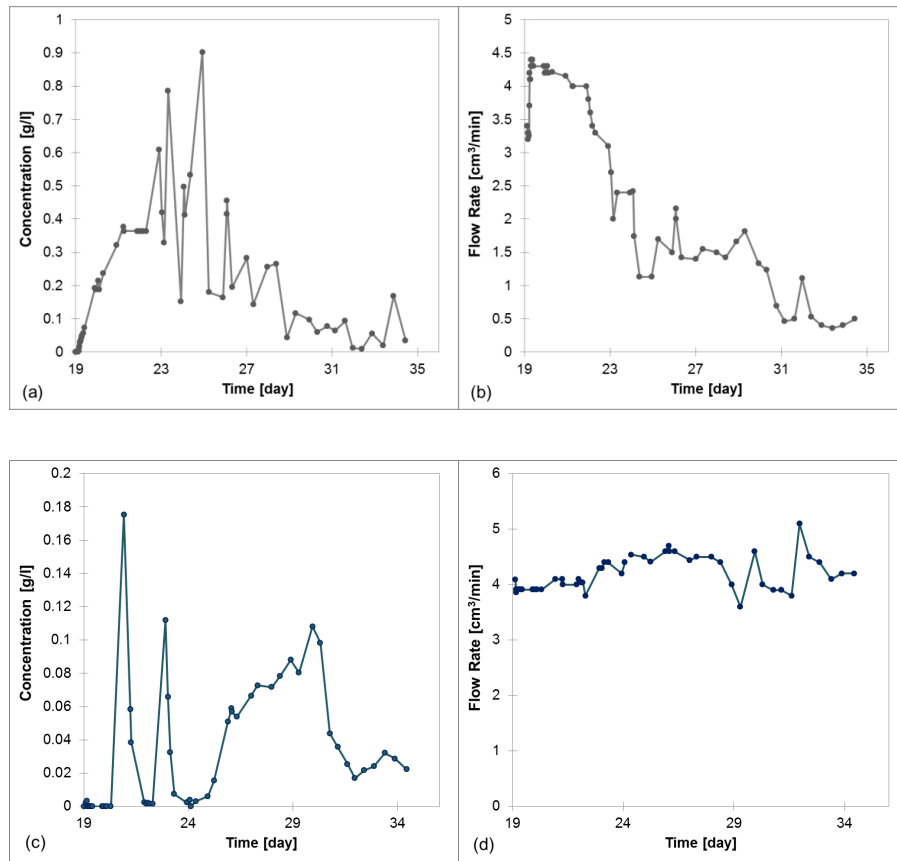 1
0.9
0.8
0.7
0.6
0.5
0.4
0.3
0.2
0.1
0
Concentration [g/l]
19 23 27 31 35
Time [day]
(a)
5
4.5
4
3.5
3
2.5
2
1.5
1
0.5
0
Flow Rate [cm³/min]
19 23 27 31 35
Time [day]
(b)
0.2
0.18
0.16
0.14
0.12
0.1
0.08
0.06
0.04
0.02
0
Concentration [g/l]
19 24 29 34
Time [day]
(c)
6
5
4
3
2
1
0
Flow Rate [cm³/min]
19 24 29 34
Time [day]
(d)